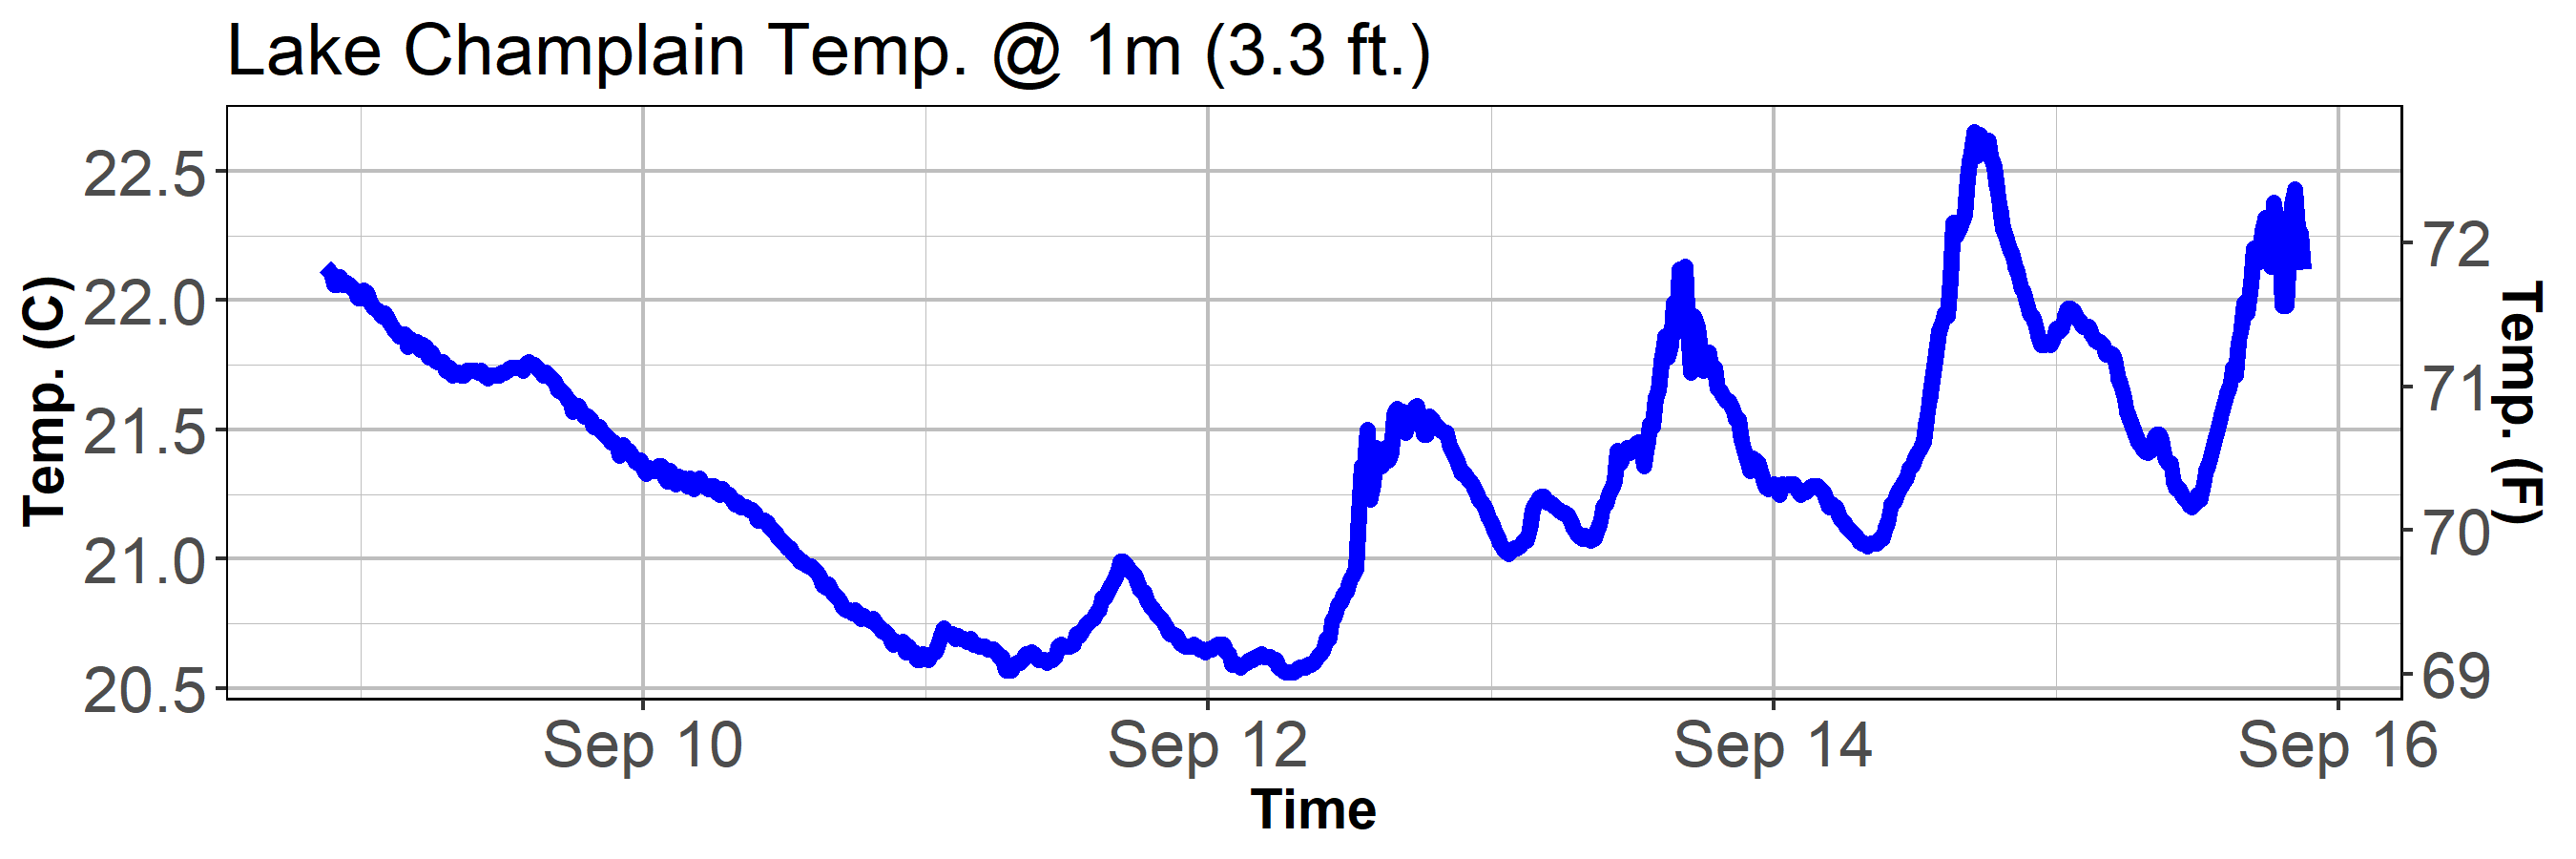 Lake Champlain Temp. @ 1m (3.3 ft.)
Temp. (C)
22.5
22.0
21.5
21.0
20.5
72
71
70
69
Temp. (F)
Sep 10 Sep 12 Sep 14 Sep 16
Time